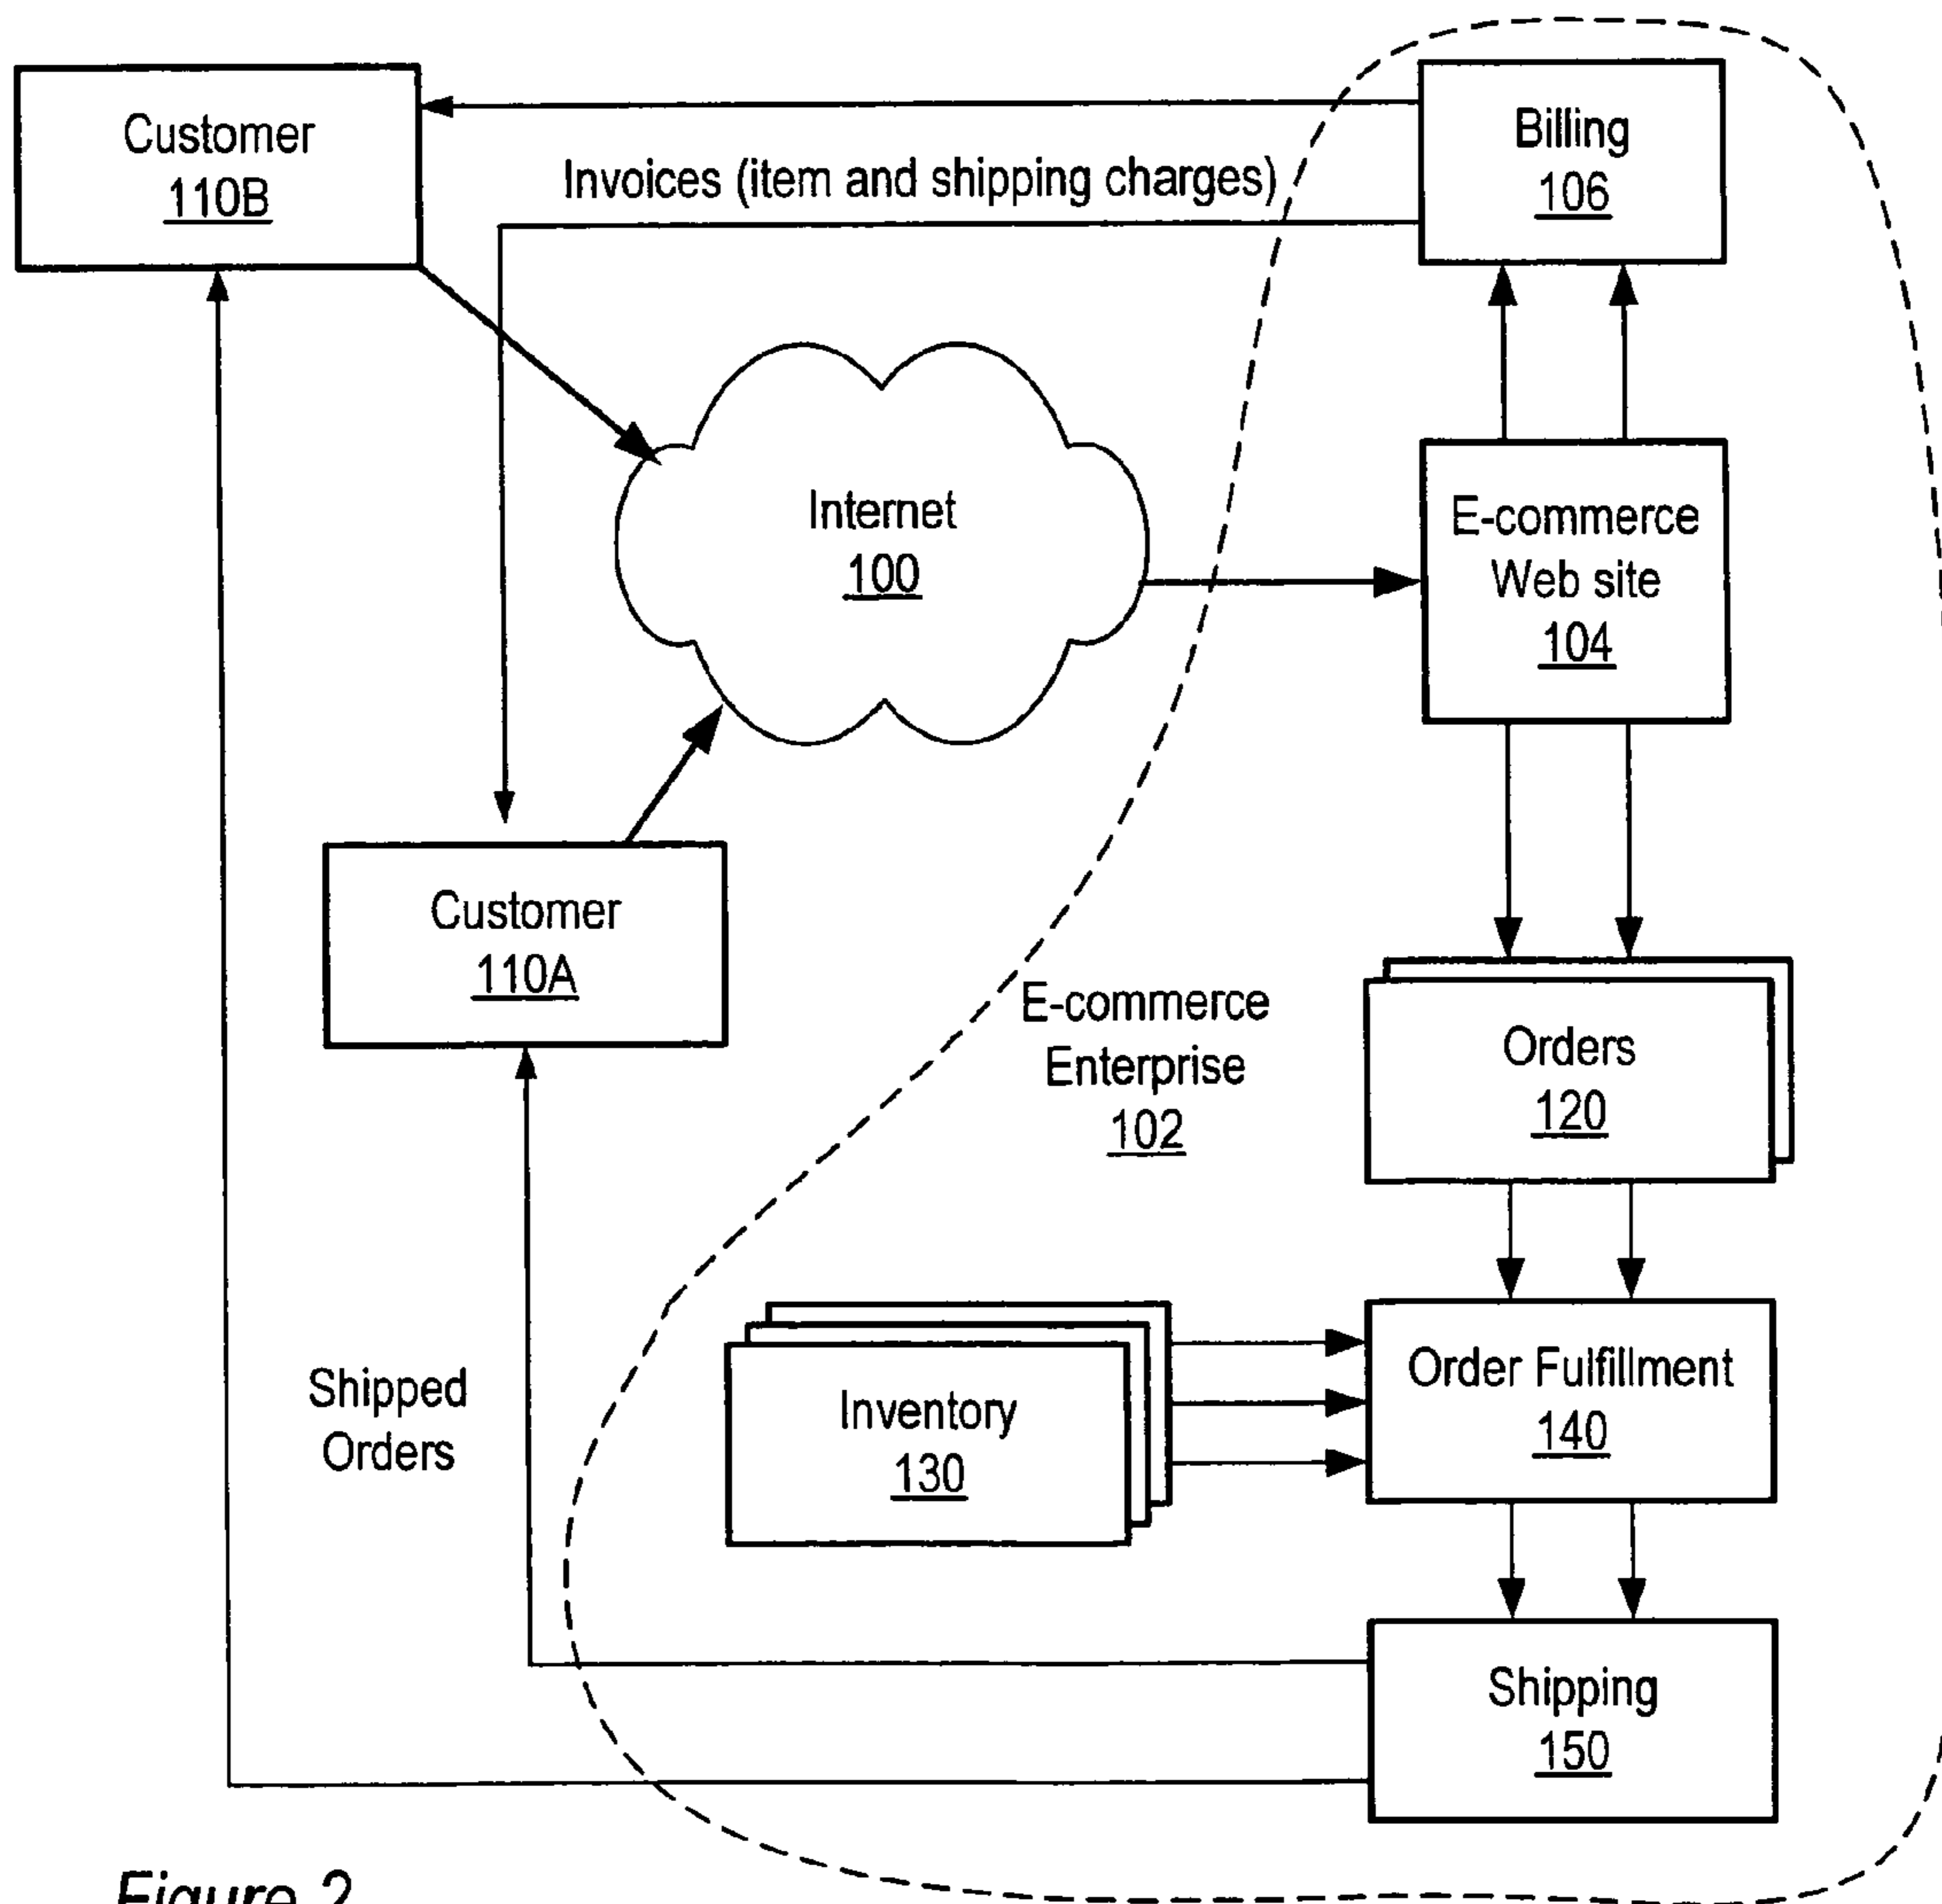 Customer
110B
Billing
106
Invoices (item and shipping charges)
Internet
100
E-commerce
Web site
104
Customer
110A
E-commerce
Enterprise
102
Orders
120
Shipped
Orders
Inventory
130
Order Fulfillment
140
Shipping
150
Figure 2